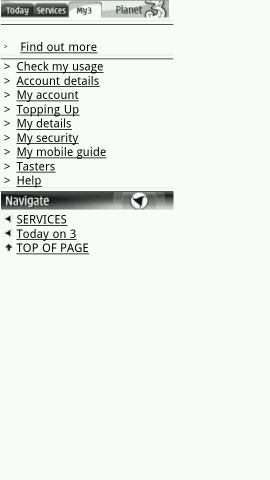 Today Services My3 Planet 3
> Find out more
> Check my usage
> Account details
> My account
> Topping Up
> My details
> My security
> My mobile guide
> Tasters
> Help
Navigate
SERVICES
Today on 3
TOP OF PAGE